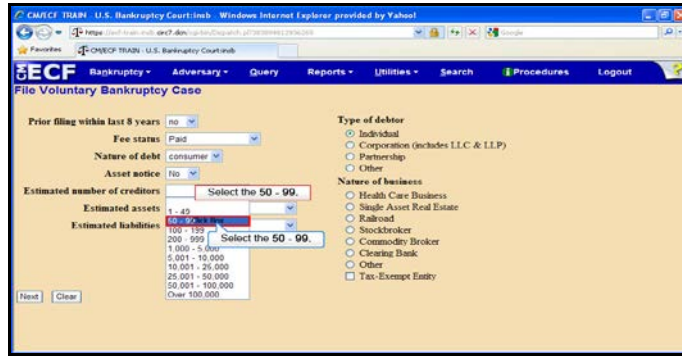 CM/ECF TRAIN - U.S. Bankruptcy Court:insb - Windows Internet Explorer provided by Yahoo!
Google
Favorites CM/ECF TRAIN - U.S. Bankruptcy Court:insb
ECF Bankruptcy Adversary Query Reports Utilities Search Procedures Logout
File Voluntary Bankruptcy Case
Prior filing within last 8 years no
Fee status Paid
Nature of debt consumer
Asset notice No
Estimated number of creditors
Select the 50 - 99.
Estimated assets
Estimated liabilities
1 - 49
50 - 99
100 - 199
200 - 999
Select the 50 - 99.
1,000 - 5,000
5,001 - 10,000
10,001 - 25,000
25,001 - 50,000
50,001 - 100,000
Over 100,000
Type of debtor
Individual
Corporation (includes LLC & LLP)
Partnership
Other
Nature of business
Health Care Business
Single Asset Real Estate
Railroad
Stockbroker
Commodity Broker
Clearing Bank
Other
Tax-Exempt Entity
Next Clear